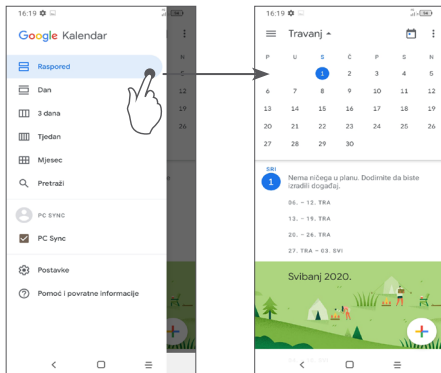 16:19
Google Kalendar
Raspored
Dan
3 dana
Tjedan
Mjesec
Pretraži
PC SYNC
PC Sync
Postavke
Pomoć i povratne informacije
N
5
12
19
26
16:19
Travanj
P U S Č P S N
1 2 3 4 5
6 7 8 9 10 11 12
13 14 15 16 17 18 19
20 21 22 23 24 25 26
27 28 29 30
SRI
1
Nema ničega u planu. Dodirnite da biste
izradili događaj.
06. – 12. TRA
13. – 19. TRA
20. – 26. TRA
27. TRA – 03. SVI
Svibanj 2020.